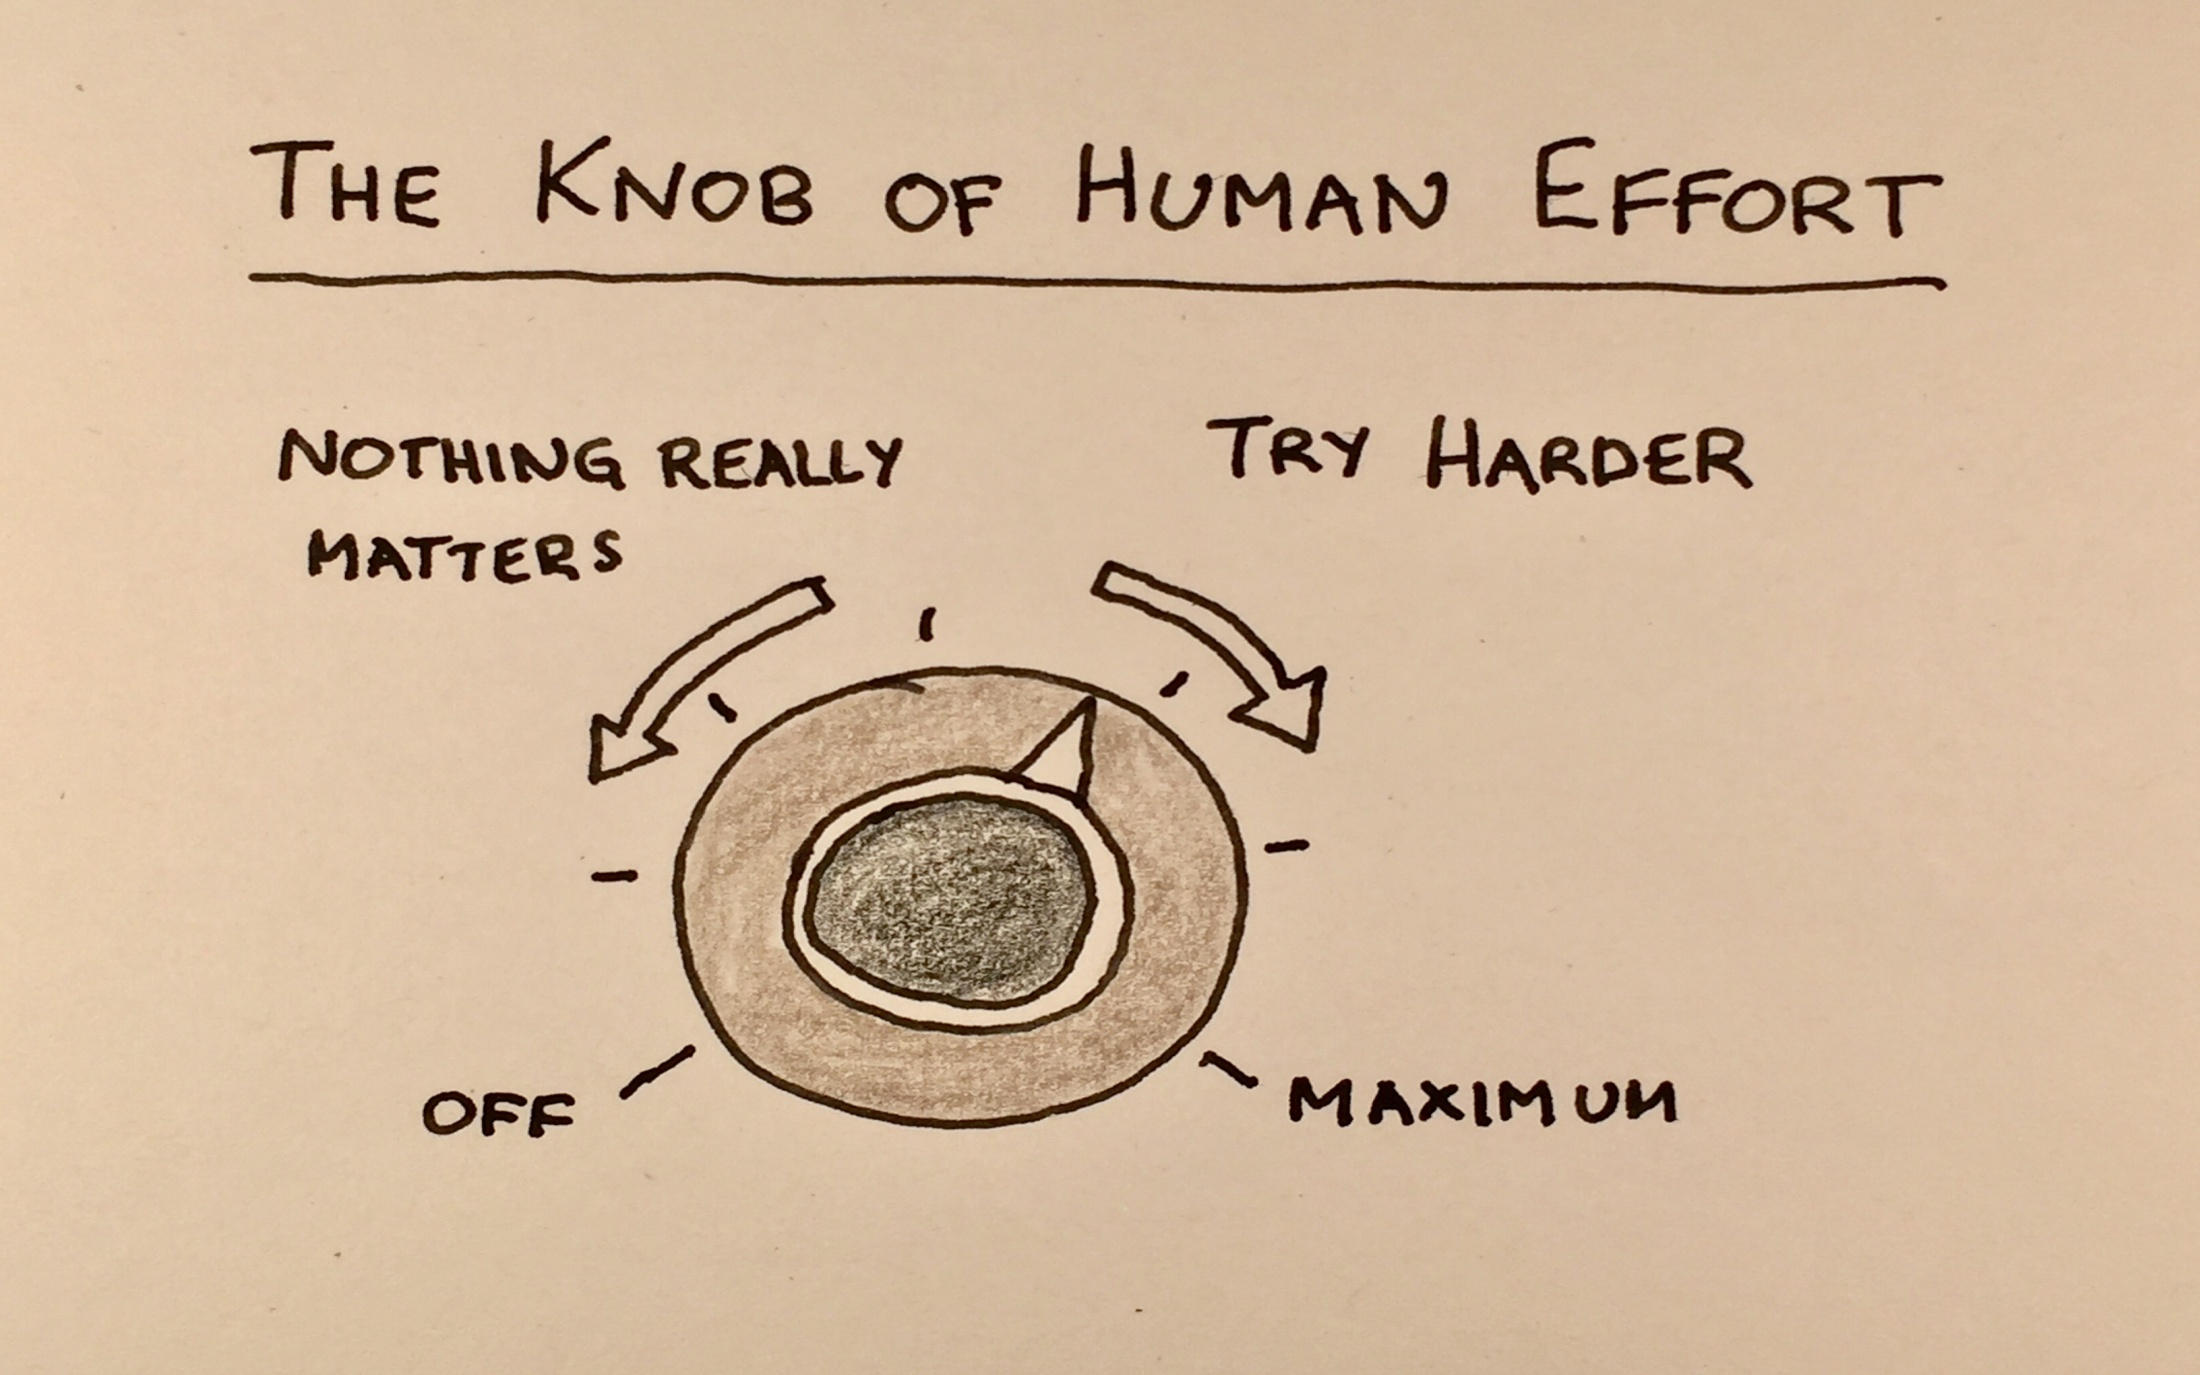 THE KNOB OF HUMAN EFFORT
NOTHING REALLY
MATTERS
TRY HARDER
OFF
MAXIMUM